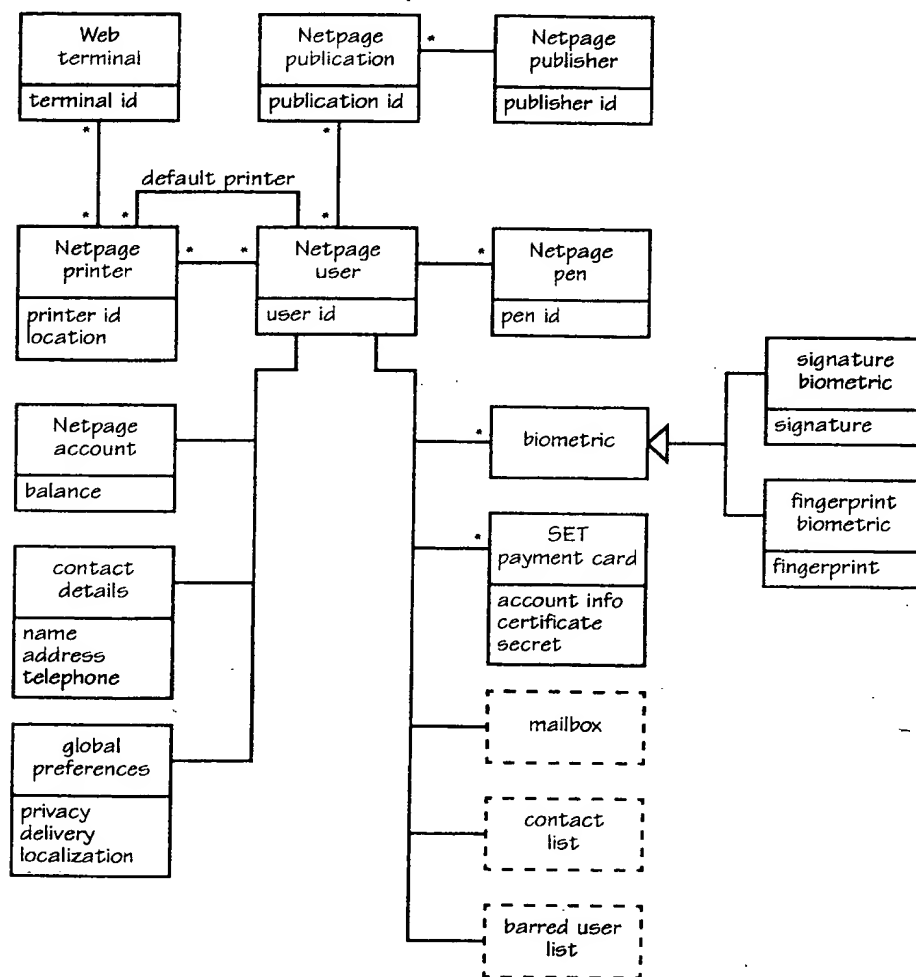 Web
terminal
terminal id
Netpage
publication
publication id
Netpage
publisher
publisher id
*
*
*
default printer
*
*
*
Netpage
printer
printer id
location
*
*
Netpage
user
user id
*
Netpage
pen
pen id
Netpage
account
balance
contact
details
name
address
telephone
global
preferences
privacy
delivery
localization
*
biometric
signature
biometric
signature
fingerprint
biometric
fingerprint
*
SET
payment card
account info
certificate
secret
mailbox
contact
list
barred user
list